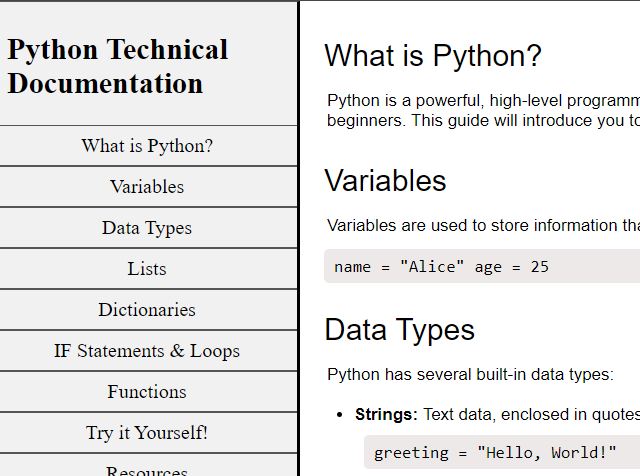 Python Technical
Documentation
What is Python?
Variables
Data Types
Lists
Dictionaries
IF Statements & Loops
Functions
Try it Yourself!
Resources
What is Python?
Python is a powerful, high-level programm
beginners. This guide will introduce you to
Variables
Variables are used to store information tha
name = "Alice" age = 25
Data Types
Python has several built-in data types:
• Strings: Text data, enclosed in quotes
greeting = "Hello, World!"